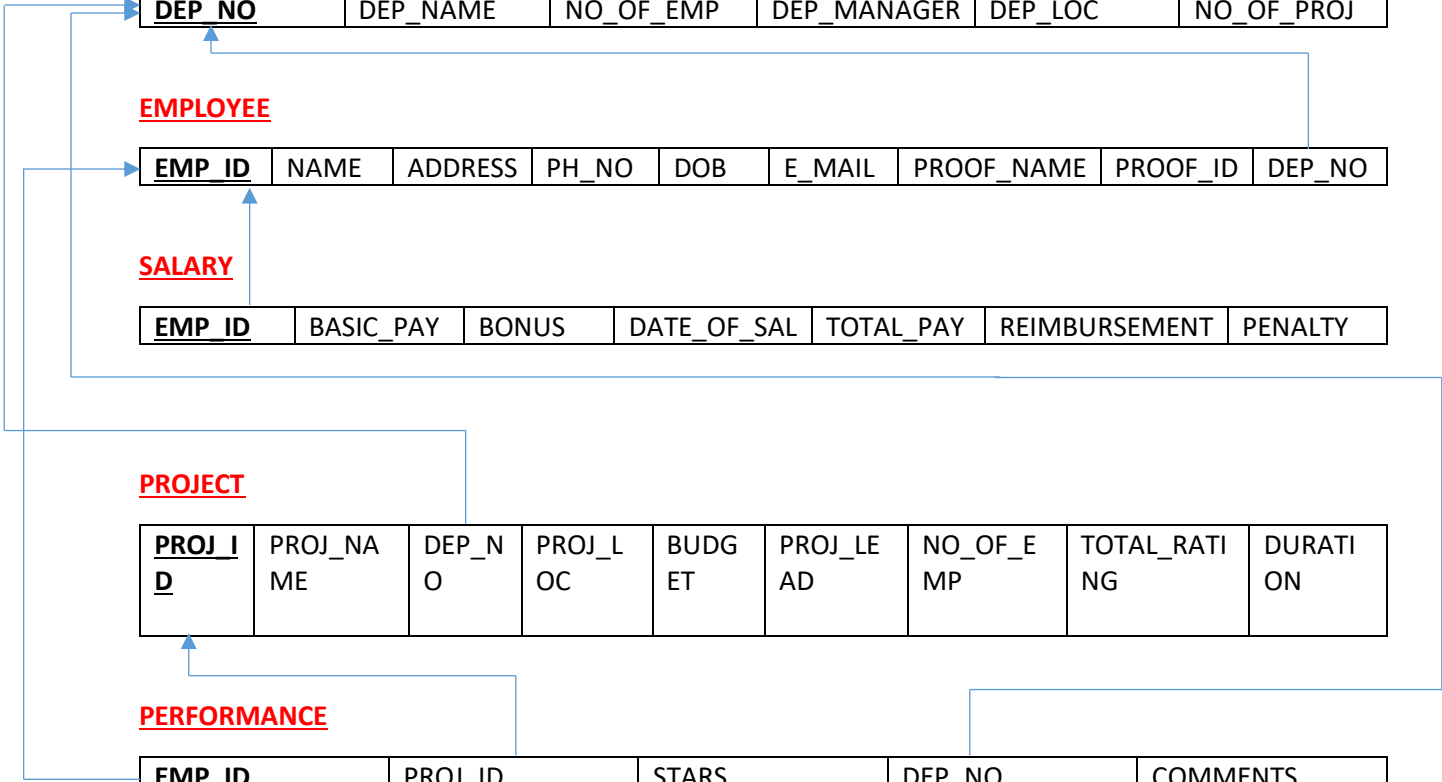 DEP_NO DEP_NAME NO_OF_EMP DEP_MANAGER DEP_LOC NO_OF_PROJ
EMPLOYEE
EMP_ID NAME ADDRESS PH_NO DOB E_MAIL PROOF_NAME PROOF_ID DEP_NO
SALARY
EMP_ID BASIC_PAY BONUS DATE_OF_SAL TOTAL_PAY REIMBURSEMENT PENALTY
PROJECT
PROJ_I PROJ_NA DEP_N PROJ_L BUDG PROJ_LE NO_OF_E TOTAL_RATI DURATI
D ME O OC ET AD MP NG ON
PERFORMANCE
EMP_ID PROJ_ID STARS DEP_NO COMMENTS